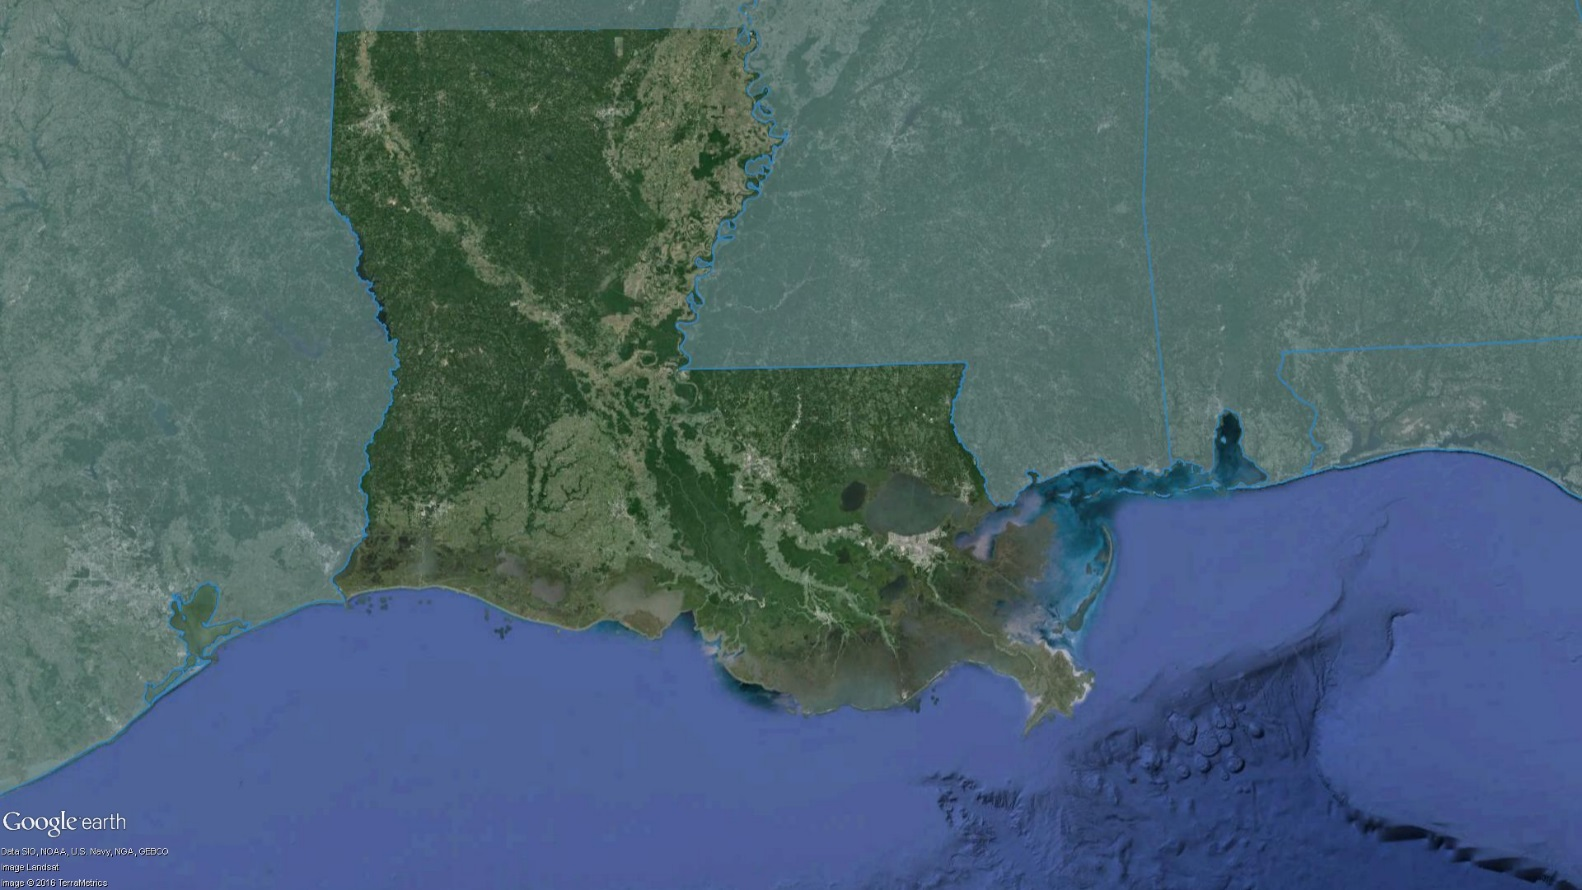 Google earth
Data SIO, NOAA, U.S. Navy, NGA, GEBCO
Image Landsat
Image © 2016 TerraMetrics